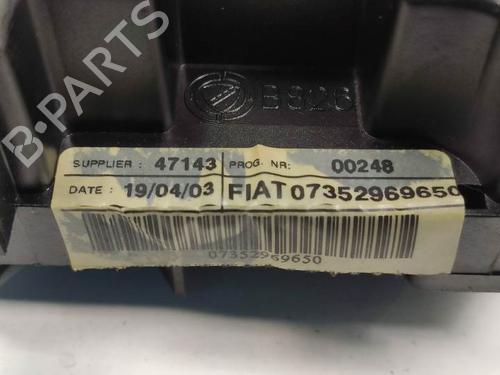 B-PARTS
B826
SUPPLIER : 47143 PROG. NR: 00248
DATE : 19/04/03 FIAT 07352969650
07352969650